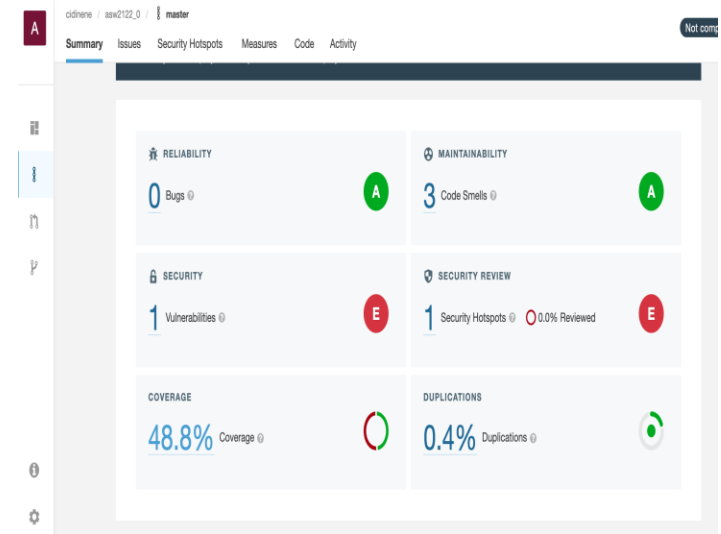 A
cidinene / asw2122_0 / master
Not comp
Summary Issues Security Hotspots Measures Code Activity
RELIABILITY
0 Bugs ?
A
MAINTAINABILITY
3 Code Smells ?
A
SECURITY
1 Vulnerabilities ?
E
SECURITY REVIEW
1 Security Hotspots ? 0.0% Reviewed
E
COVERAGE
48.8% Coverage ?
DUPLICATIONS
0.4% Duplications ?